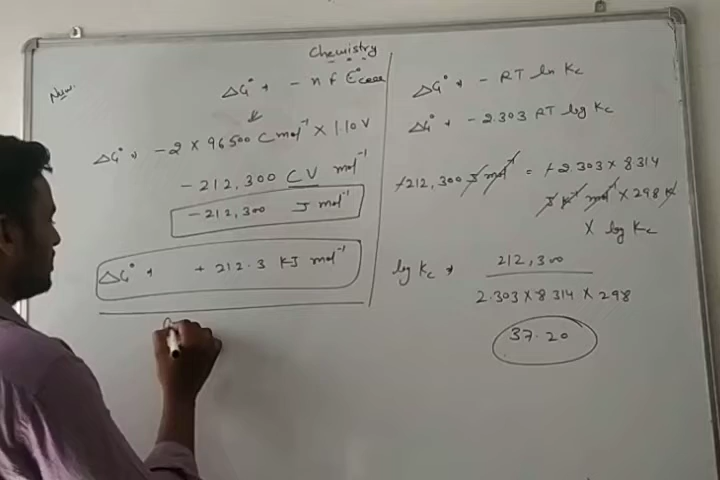 Chemistry
Num.
ΔG° = - n F E°cell
ΔG° = -2 × 96500 C mol⁻¹ × 1.10 V
-212,300 CV mol⁻¹
-212,300 J mol⁻¹
ΔG° = + 212.3 KJ mol⁻¹
ΔG° = - RT ln Kc
ΔG° = - 2.303 RT log Kc
-212,300 J mol⁻¹ = - 2.303 × 8.314
J K⁻¹ mol⁻¹ × 298 K
× log Kc
log Kc = 212,300
2.303 × 8.314 × 298
37.20